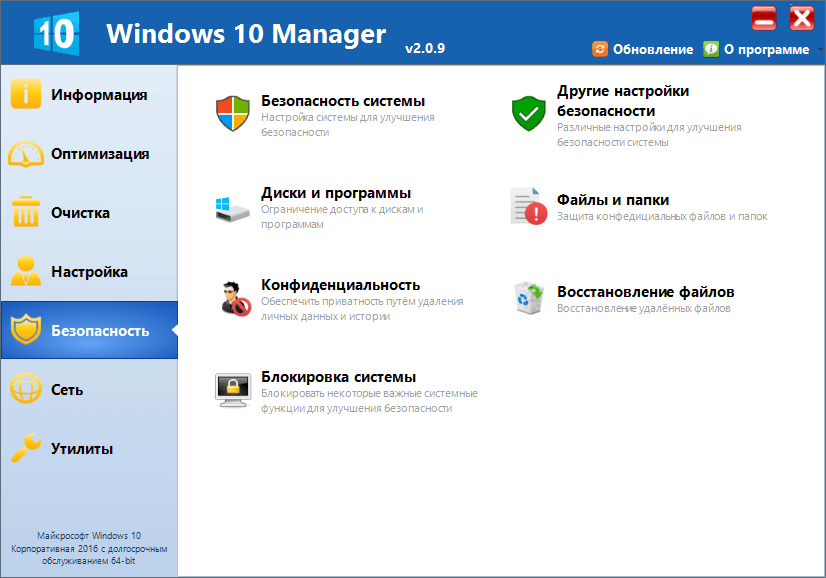 10
Windows 10 Manager
v2.0.9
Обновление
О программе
Информация
Оптимизация
Очистка
Настройка
Безопасность
Сеть
Утилиты
Майкрософт Windows 10
Корпоративная 2016 с долгосрочным
обслуживанием 64-bit
Безопасность системы
Настройка системы для улучшения
безопасности
Другие настройки
безопасности
Различные настройки для улучшения
безопасности системы
Диски и программы
Ограничение доступа к дискам и
программам
Файлы и папки
Защита конфедициальных файлов и папок
Конфиденциальность
Обеспечить приватность путём удаления
личных данных и истории
Восстановление файлов
Восстановление удалённых файлов
Блокировка системы
Блокировать некоторые важные системные
функции для улучшения безопасности